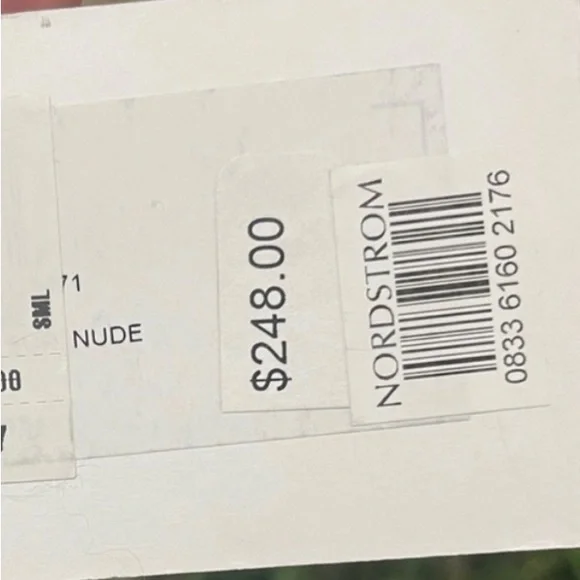 71
NUDE
SML
$248.00
NORDSTROM
0833 6160 2176